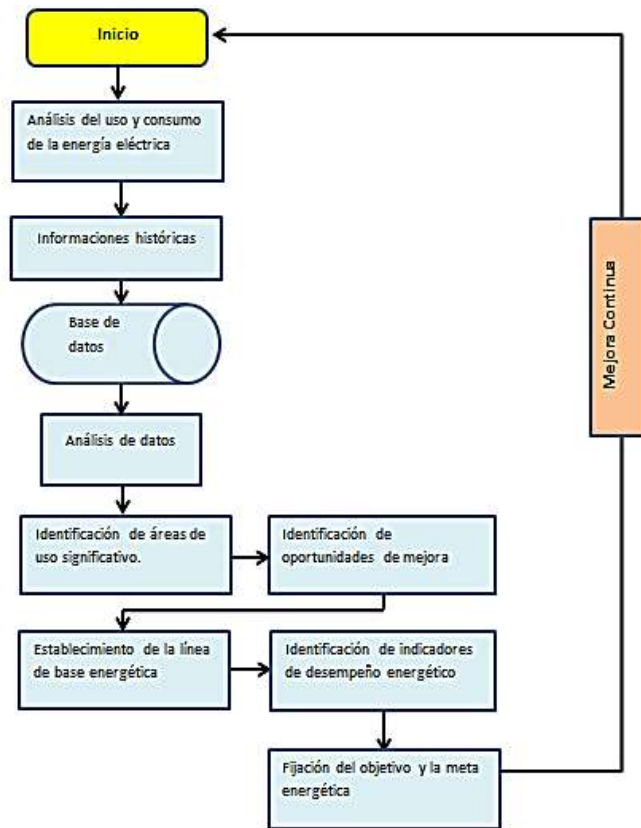 Inicio
Análisis del uso y consumo
de la energía eléctrica
Informaciones históricas
Base de
datos
Análisis de datos
Identificación de áreas de
uso significativo.
Identificación de
oportunidades de mejora
Establecimiento de la línea
de base energética
Identificación de indicadores
de desempeño energético
Fijación del objetivo y la meta
energética
Mejora Continua